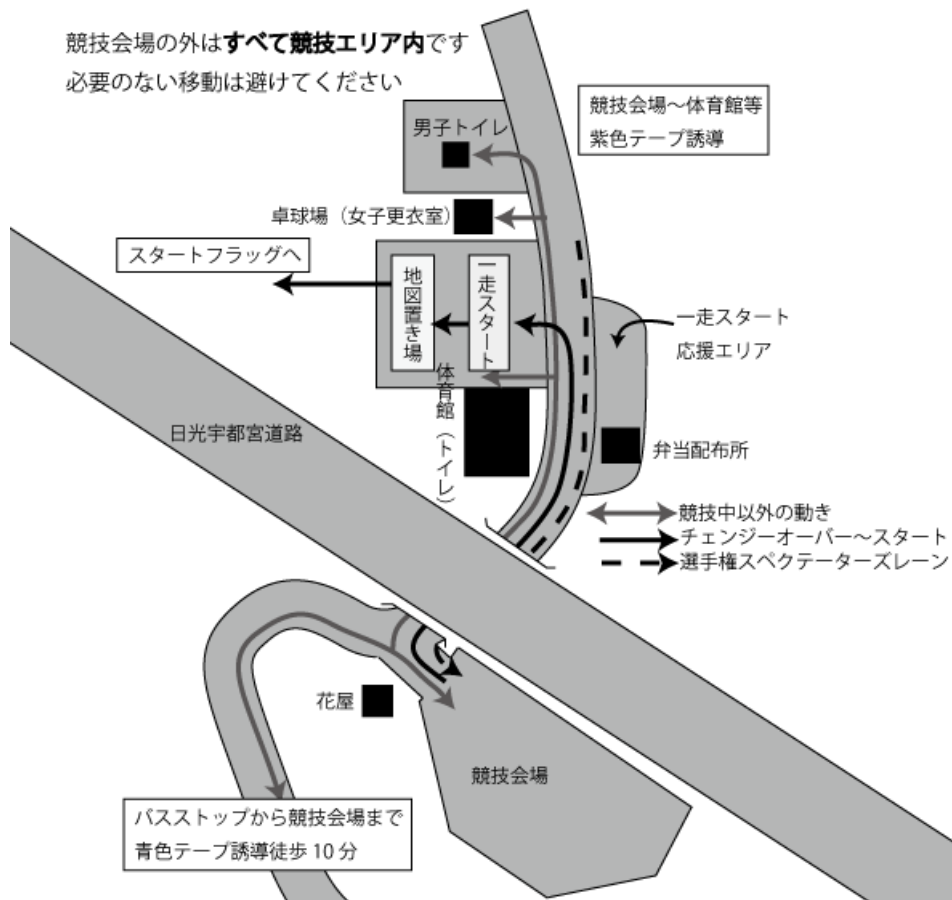 競技会場の外はすべて競技エリア内です
必要のない移動は避けてください
競技会場～体育館等
紫色テープ誘導
男子トイレ
卓球場（女子更衣室）
スタートフラッグへ
地図置き場
一走スタート
一走スタート
応援エリア
体育館（トイレ）
日光宇都宮道路
弁当配布所
競技中以外の動き
チェンジーオーバー～スタート
選手権スペクテーターズレーン
花屋
競技会場
バスストップから競技会場まで
青色テープ誘導徒歩 10 分